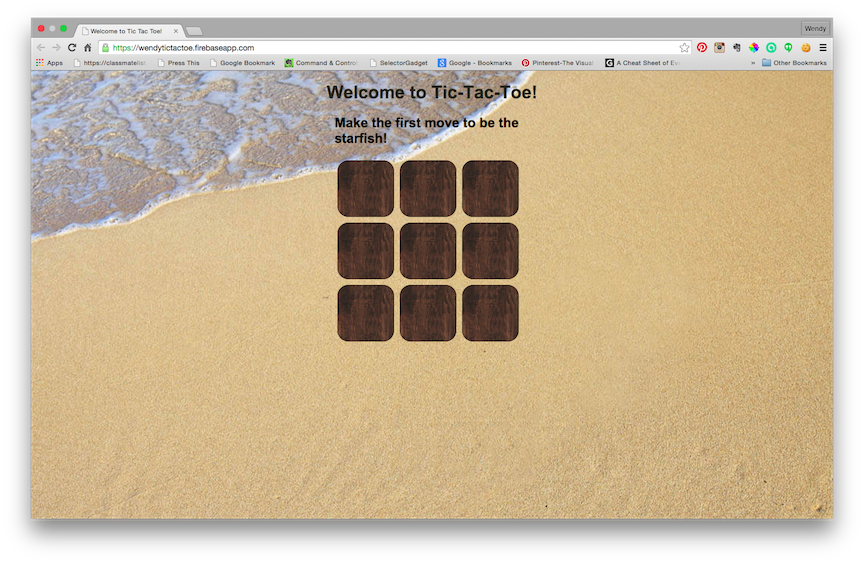 Welcome to Tic Tac Toe!
Wendy
https://wendytictactoe.firebaseapp.com
Apps https://classmatelist. Press This Google Bookmark Command & Contro SelectorGadget Google - Bookmarks Pinterest-The Visual A Cheat Sheet of » Other Bookmarks
Welcome to Tic-Tac-Toe!
Make the first move to be the
starfish!